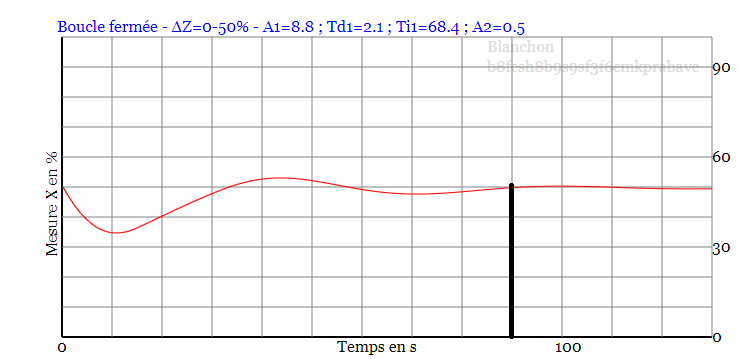 Boucle fermée - ΔZ=0-50% - A1=8.8 ; Td1=2.1 ; Ti1=68.4 ; A2=0.5
Blanchon
90
60
Mesure X en %
30
0
0
Temps en s
100